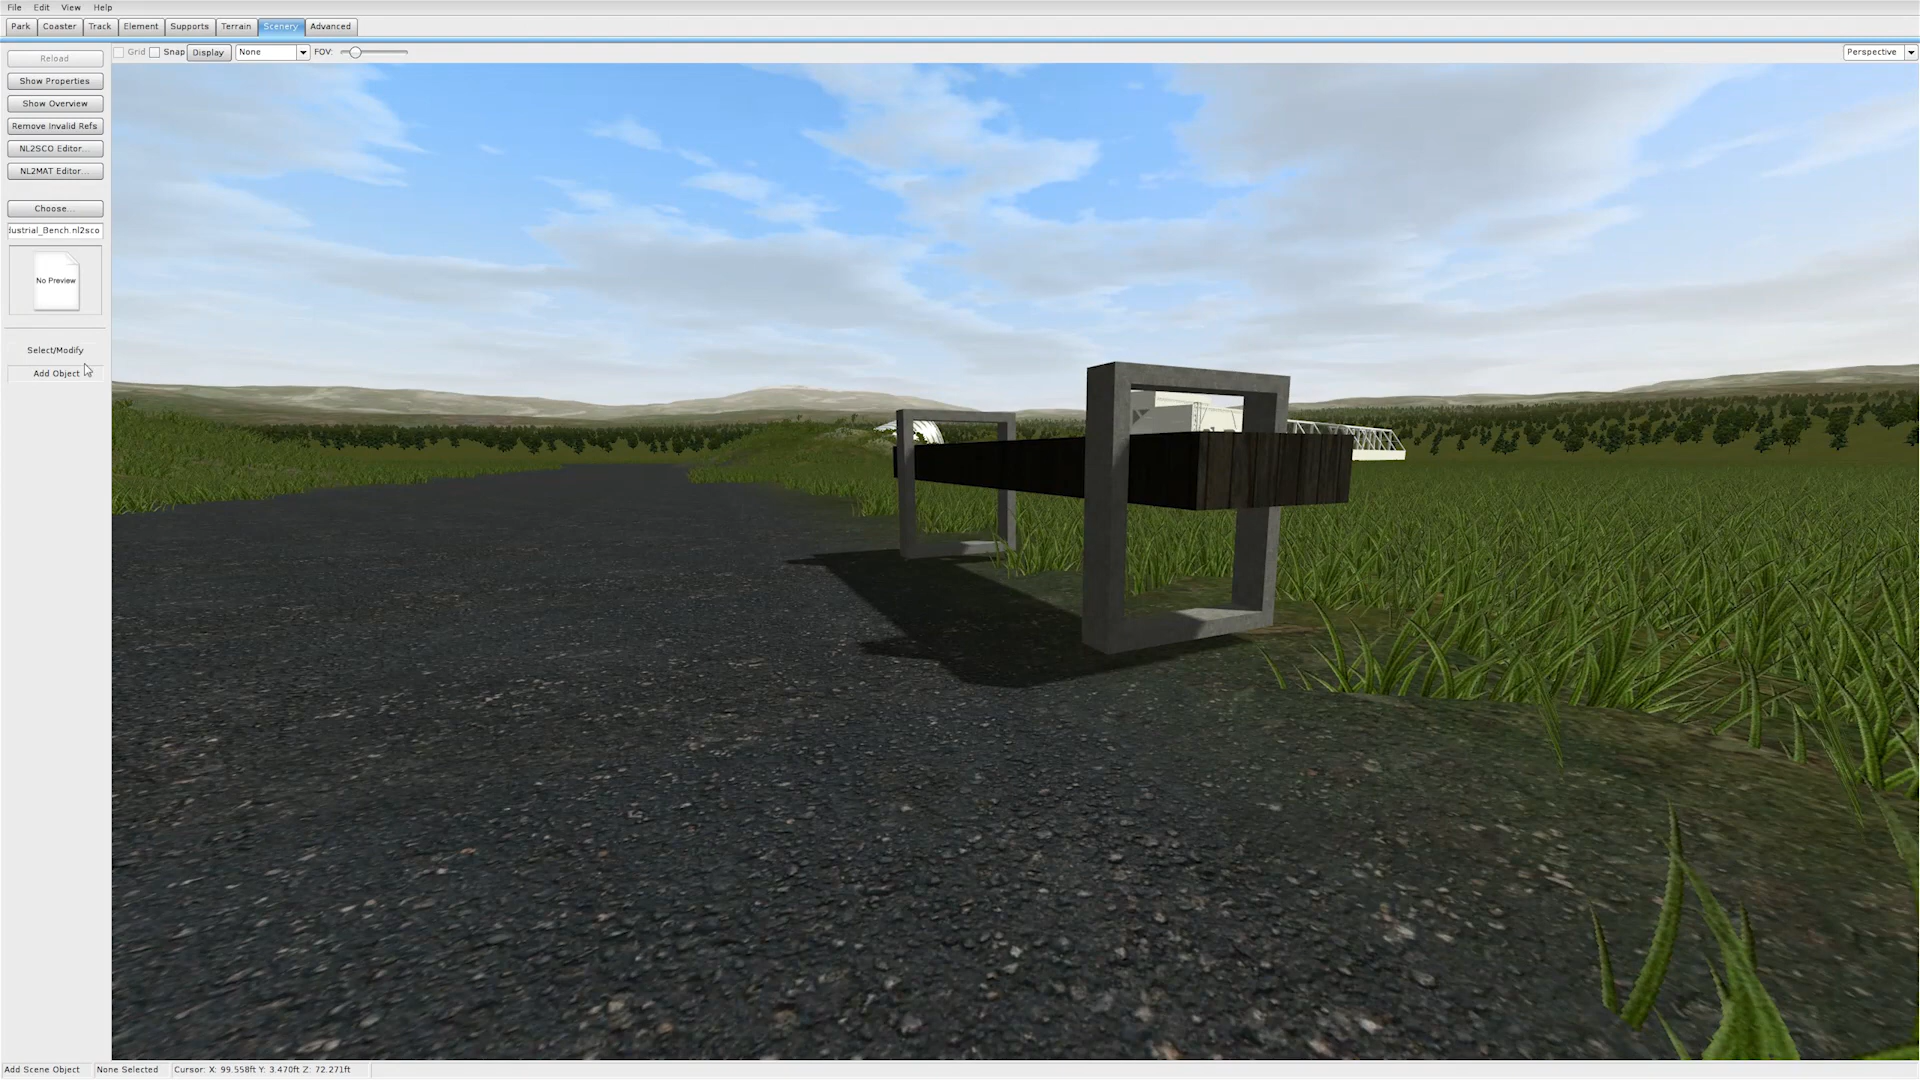 File Edit View Help
Park Coaster Track Element Supports Terrain Scenery Advanced
Reload Grid Snap Display None FOV: Perspective
Show Properties
Show Overview
Remove Invalid Refs
NL2SCO Editor...
NL2MAT Editor...
Choose...
dustrial_Bench.nl2sco
No Preview
Select/Modify
Add Object
Add Scene Object None Selected Cursor: X: 99.558ft Y: 3.470ft Z: 72.271ft